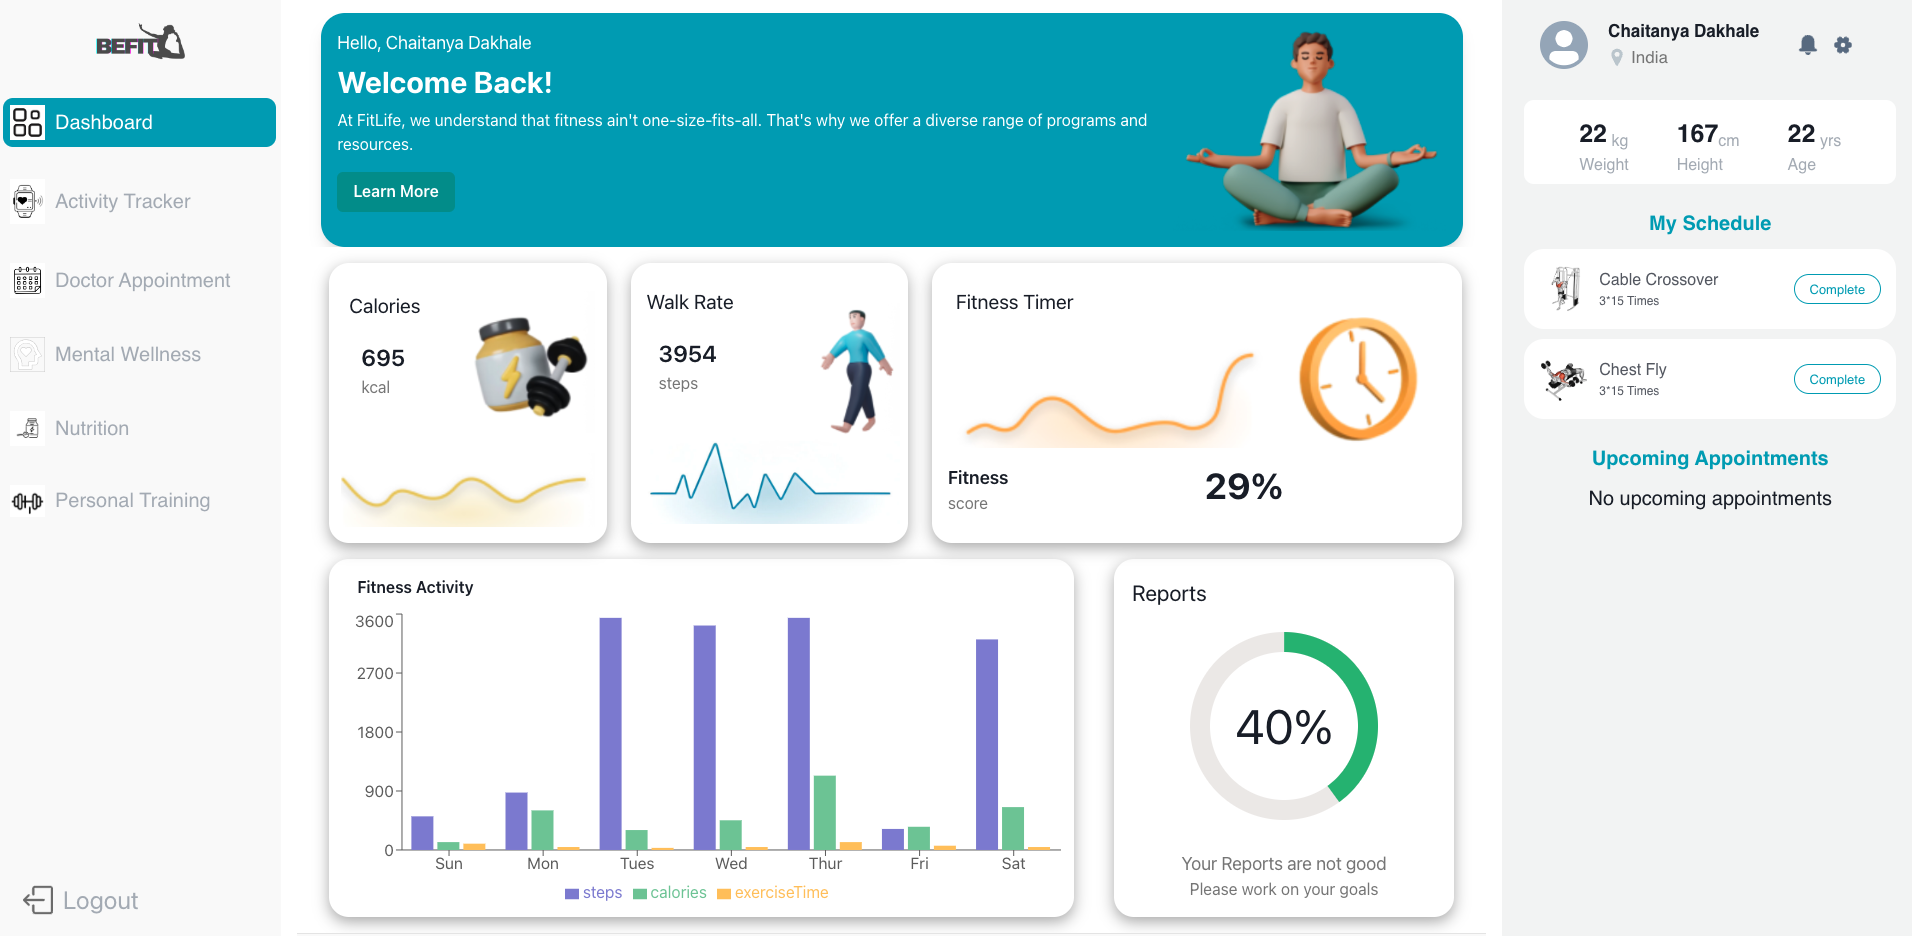 BEFIT
Dashboard
Activity Tracker
Doctor Appointment
Mental Wellness
Nutrition
Personal Training
Logout
Hello, Chaitanya Dakhale
Welcome Back!
At FitLife, we understand that fitness ain't one-size-fits-all. That's why we offer a diverse range of programs and
resources.
Learn More
Calories
695
kcal
Walk Rate
3954
steps
Fitness Timer
Fitness
score
29%
Fitness Activity
3600
2700
1800
900
0
Sun Mon Tues Wed Thur Fri Sat
steps calories exerciseTime
Reports
40%
Your Reports are not good
Please work on your goals
Chaitanya Dakhale
India
22 kg 167 cm 22 yrs
Weight Height Age
My Schedule
Cable Crossover
3*15 Times
Complete
Chest Fly
3*15 Times
Complete
Upcoming Appointments
No upcoming appointments